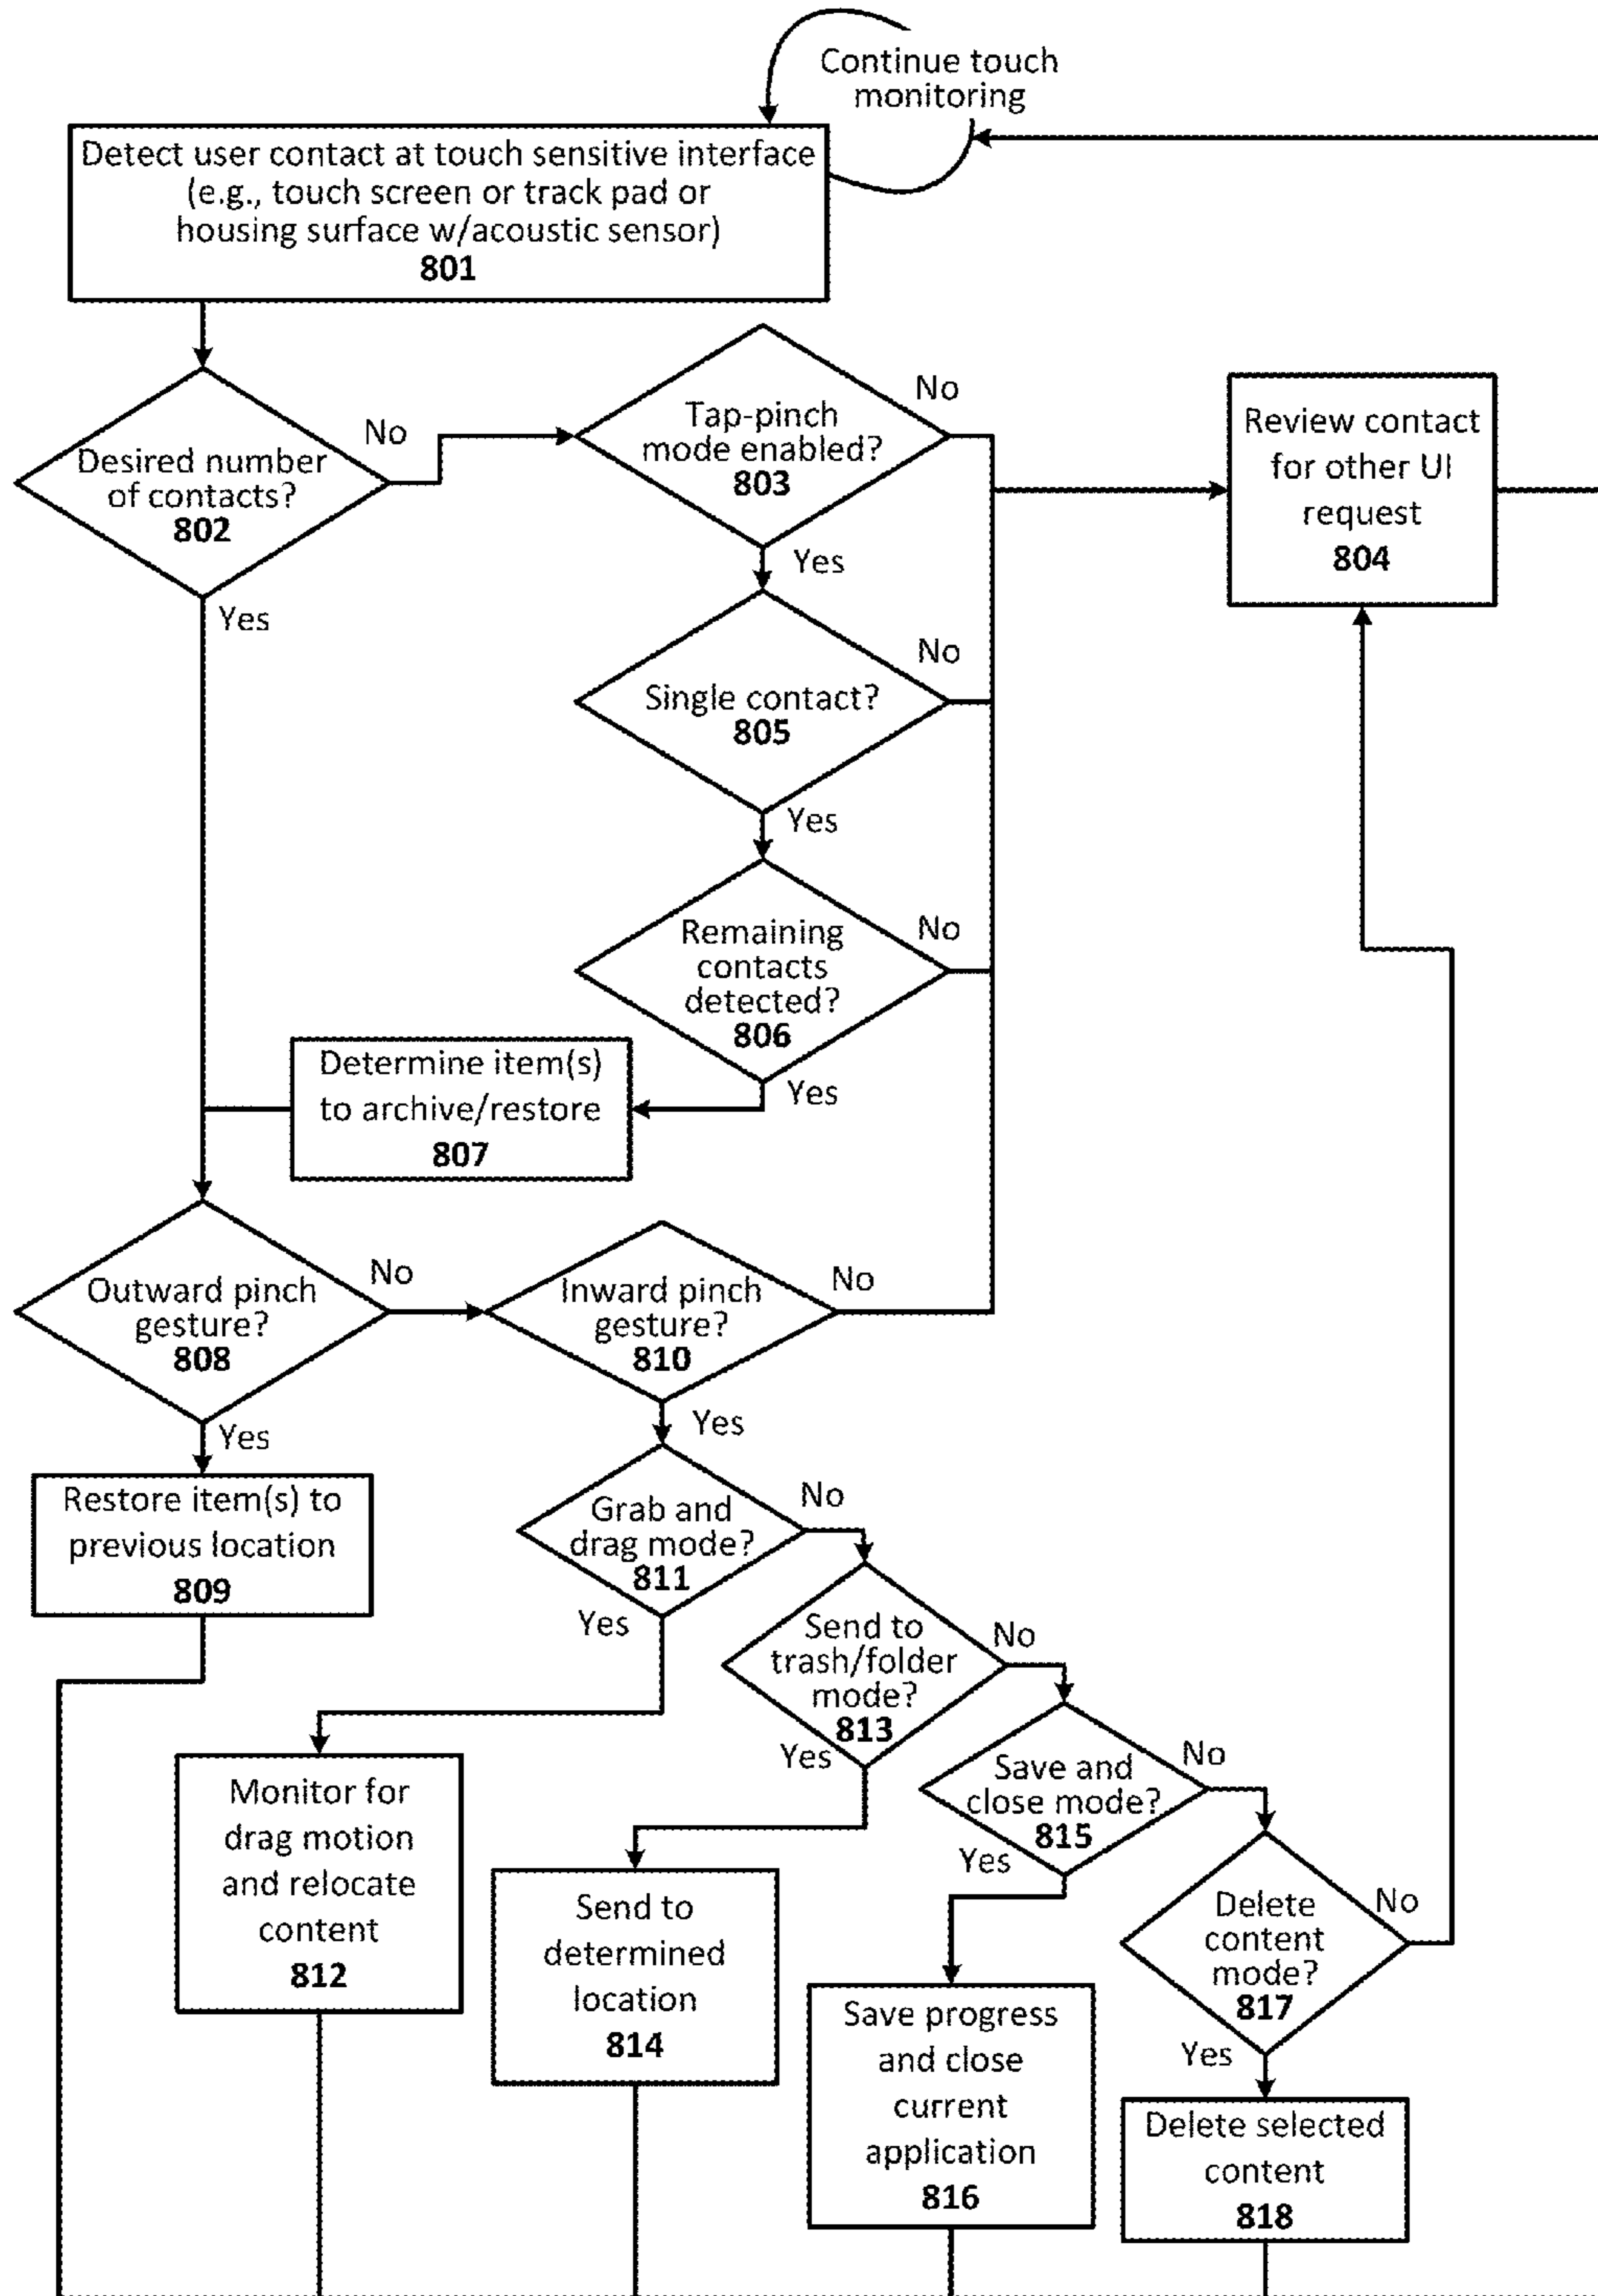 Continue touch
monitoring
Detect user contact at touch sensitive interface
(e.g., touch screen or track pad or
housing surface w/acoustic sensor)
801
Desired number
of contacts?
802
No
Yes
Tap-pinch
mode enabled?
803
No
Yes
Review contact
for other UI
request
804
Single contact?
805
No
Yes
Remaining
contacts
detected?
806
No
Yes
Determine item(s)
to archive/restore
807
Outward pinch
gesture?
808
No
Yes
Inward pinch
gesture?
810
No
Yes
Restore item(s) to
previous location
809
Grab and
drag mode?
811
No
Yes
Monitor for
drag motion
and relocate
content
812
Send to
trash/folder
mode?
813
No
Yes
Send to
determined
location
814
Save and
close mode?
815
No
Yes
Save progress
and close
current
application
816
Delete
content
mode?
817
No
Yes
Delete selected
content
818